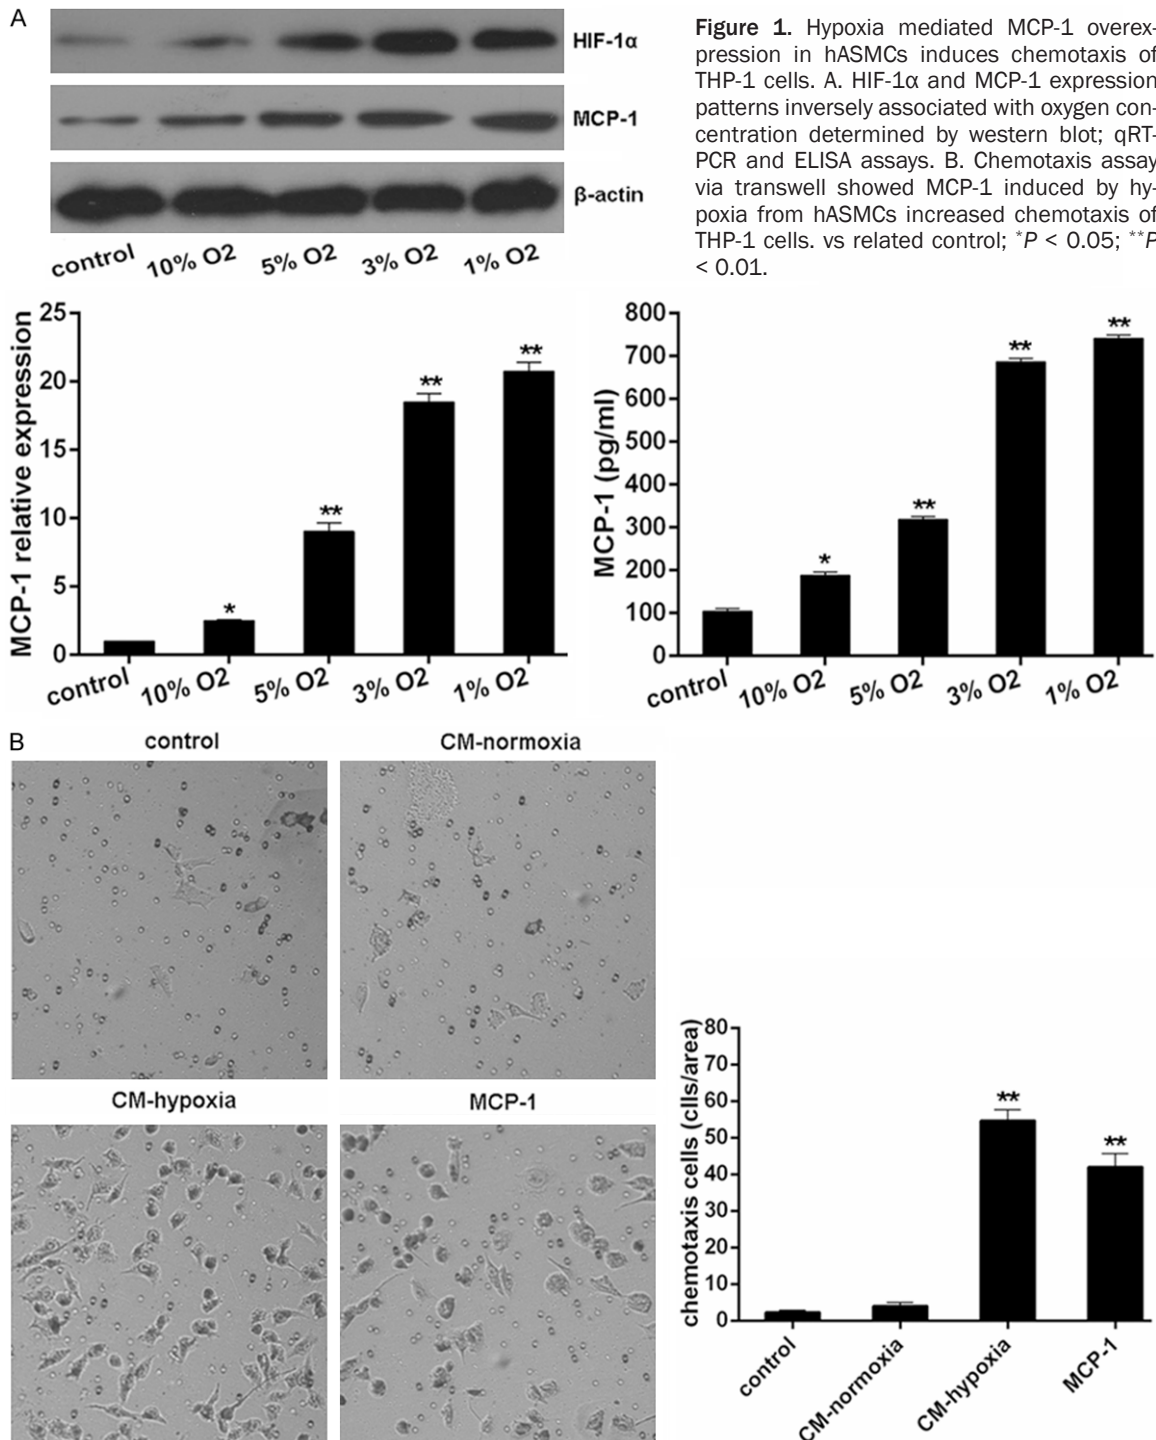 A
HIF-1α
MCP-1
β-actin
control 10% O2 5% O2 3% O2 1% O2
Figure 1. Hypoxia mediated MCP-1 overex-
pression in hASMCs induces chemotaxis of
THP-1 cells. A. HIF-1α and MCP-1 expression
patterns inversely associated with oxygen con-
centration determined by western blot; qRT-
PCR and ELISA assays. B. Chemotaxis assay
via transwell showed MCP-1 induced by hy-
poxia from hASMCs increased chemotaxis of
THP-1 cells. vs related control; *P < 0.05; **P
< 0.01.
MCP-1 relative expression
25
20
15
10
5
0
* ** ** **
control 10% O2 5% O2 3% O2 1% O2
MCP-1 (pg/ml)
800
700
600
500
400
300
200
100
0
* ** ** **
control 10% O2 5% O2 3% O2 1% O2
B
control
CM-normoxia
CM-hypoxia
MCP-1
chemotaxis cells (clls/area)
80
70
60
50
40
30
20
10
0
** **
control CM-normoxia CM-hypoxia MCP-1